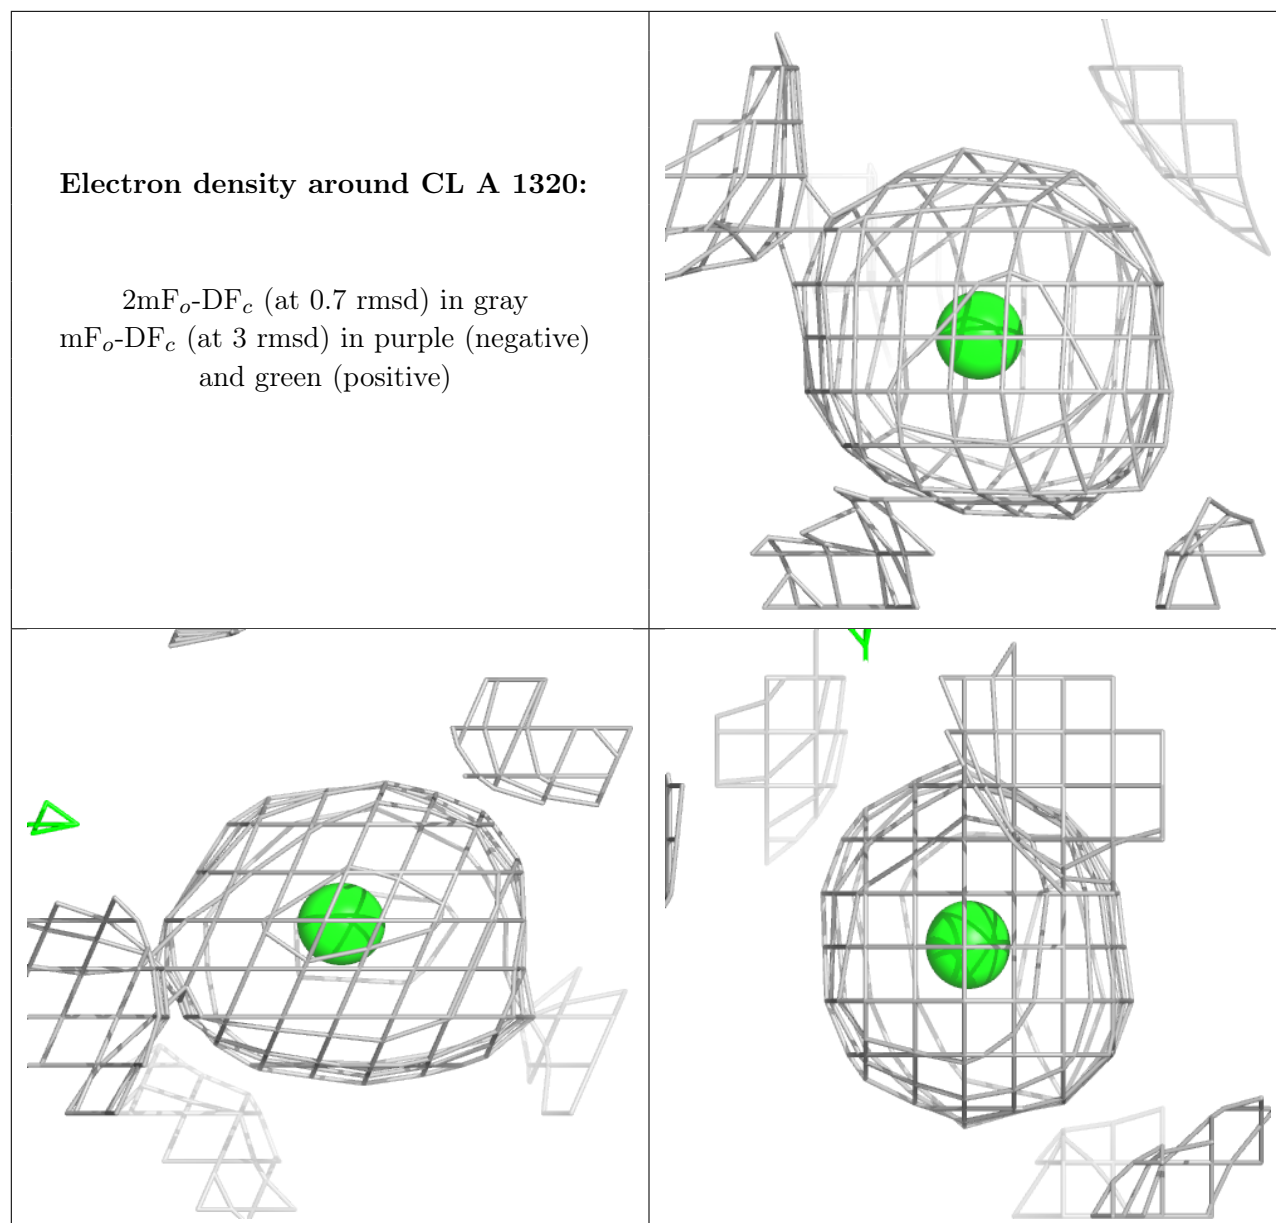 Electron density around CL A 1320:
2mFo-DFc (at 0.7 rmsd) in gray
mFo-DFc (at 3 rmsd) in purple (negative)
and green (positive)